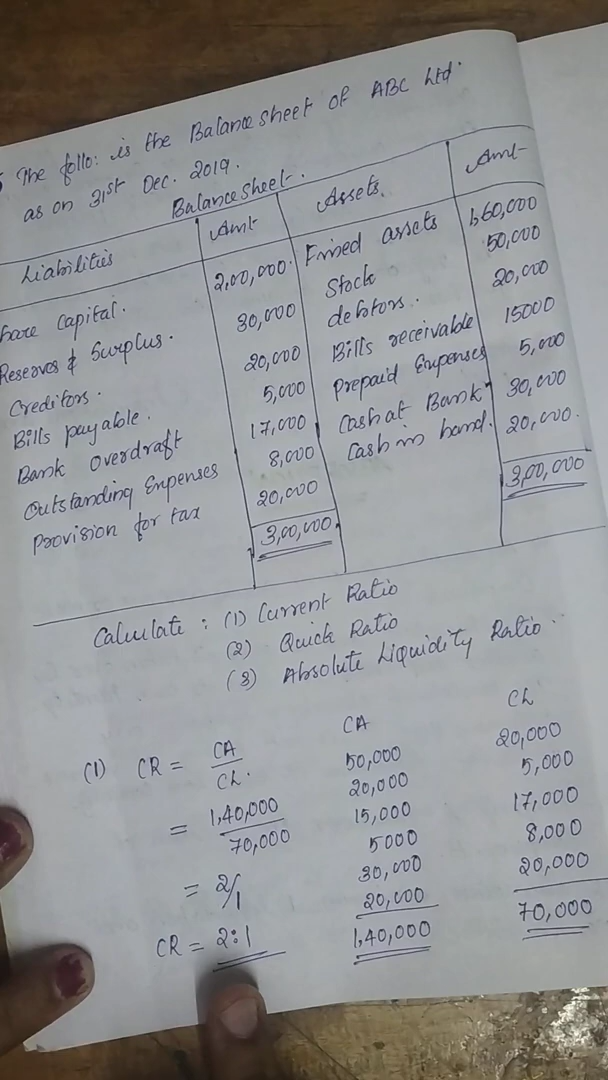 The follo: is the Balance sheet of ABC Ltd.
as on 31st Dec. 2019.
Balance sheet.
Liabilities Amt Assets Amt
hare Capital. 2,00,000. Fixed assets 1,60,000
Reserves & Surplus. 30,000 Stock 50,000
Creditors. 20,000 debtors. 20,000
Bills payable. 5,000 Bills receivable 15000
Bank Overdraft 17,000 Prepaid Expenses 5,000
Outstanding Expenses 8,000 Cash at Bank 30,000
Provision for tax 20,000 Cash in hand. 20,000.
3,00,000. 3,00,000
Calculate : (1) Current Ratio
(2) Quick Ratio
(3) Absolute Liquidity Ratio.
(1) CR = CA / CL. CA CL
= 1,40,000 / 70,000 50,000 20,000
20,000 5,000
15,000 17,000
5000 8,000
= 2/1 30,000 20,000
20,000 70,000
CR = 2:1 1,40,000